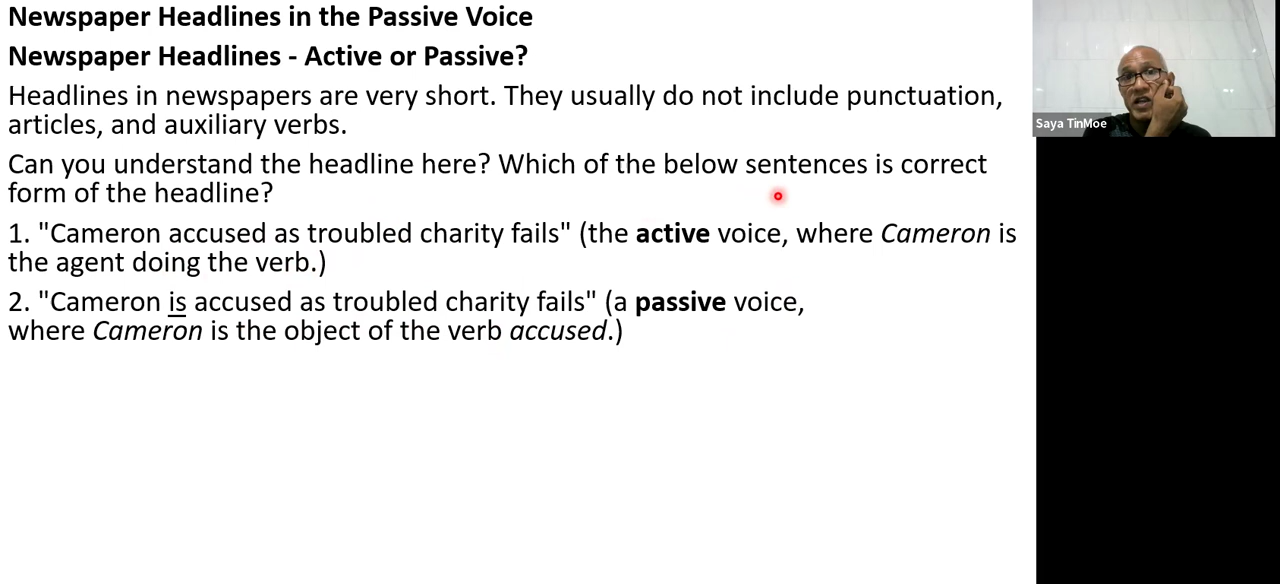 Newspaper Headlines in the Passive Voice
Newspaper Headlines - Active or Passive?
Headlines in newspapers are very short. They usually do not include punctuation,
articles, and auxiliary verbs.
Can you understand the headline here? Which of the below sentences is correct
form of the headline?
1. "Cameron accused as troubled charity fails" (the active voice, where Cameron is
the agent doing the verb.)
2. "Cameron is accused as troubled charity fails" (a passive voice,
where Cameron is the object of the verb accused.)
Saya TinMoe